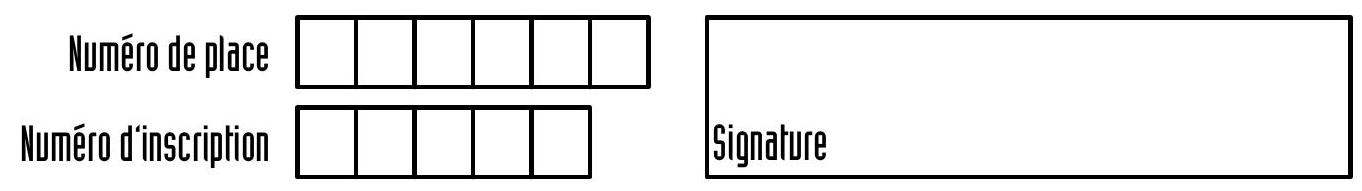 Numéro de place
Numéro d'inscription
Signature